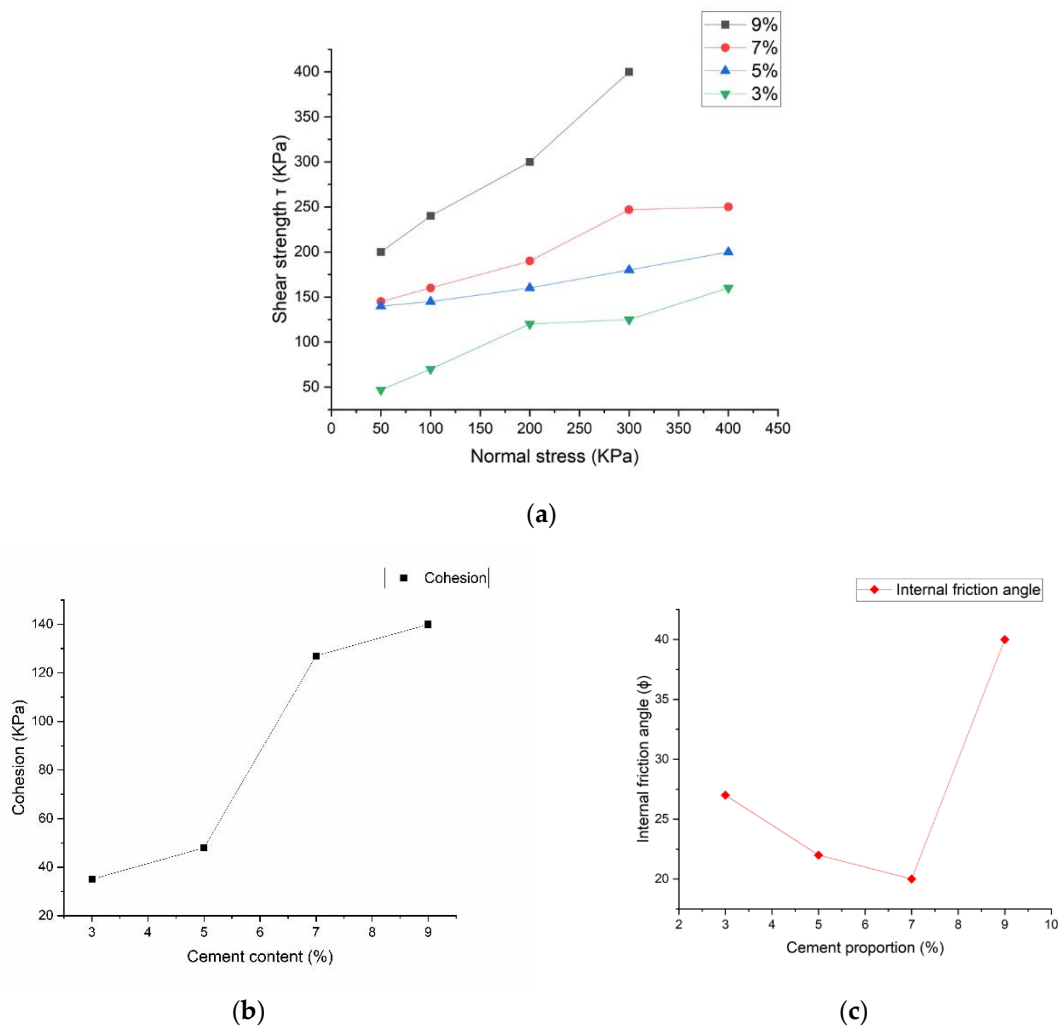 9%
7%
5%
3%
400
350
300
250
200
150
100
50
Shear strength τ (KPa)
0 50 100 150 200 250 300 350 400 450
Normal stress (KPa)
(a)
Cohesion
140
120
100
80
60
40
20
Cohesion (KPa)
3 4 5 6 7 8 9
Cement content (%)
(b)
Internal friction angle
40
35
30
25
20
Internal friction angle (ϕ)
2 3 4 5 6 7 8 9 10
Cement proportion (%)
(c)